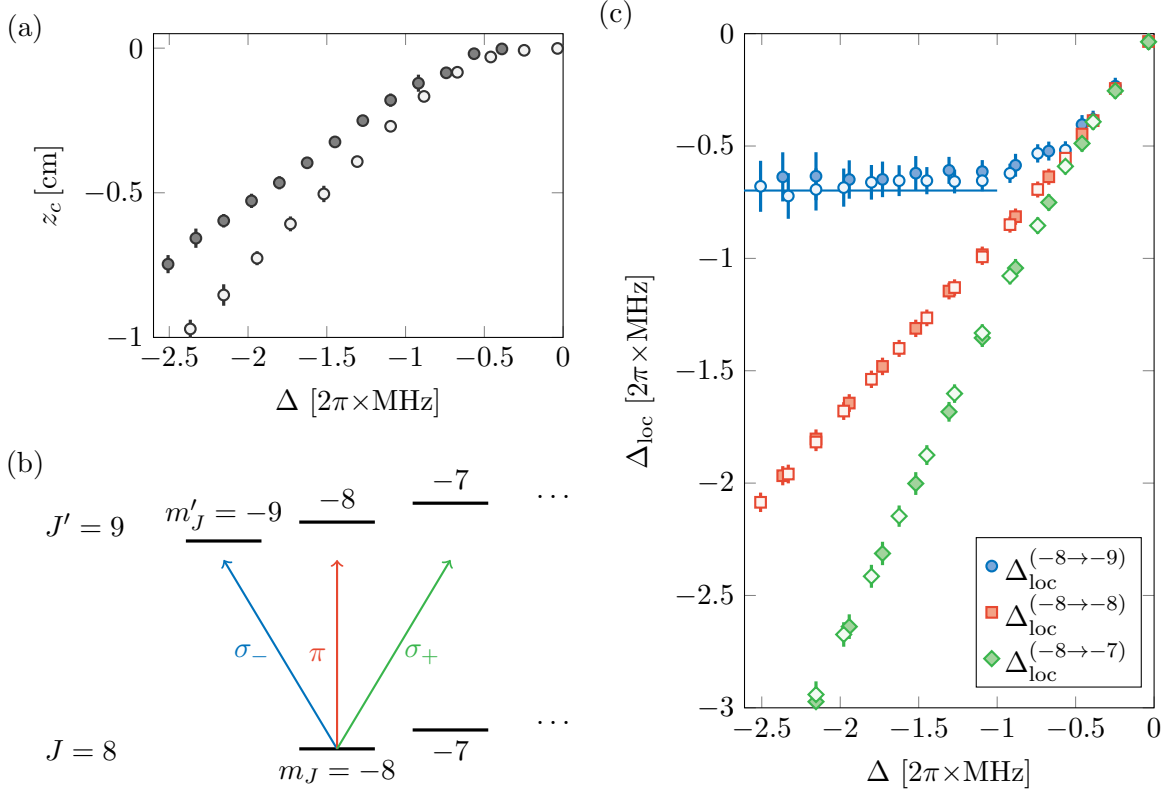 (a)
0
−0.5
−1
z_c [cm]
−2.5 −2 −1.5 −1 −0.5 0
Δ [2π×MHz]
(b)
J′ = 9
m′_J = −9
−8
−7
···
σ_−
π
σ_+
J = 8
m_J = −8
−7
···
(c)
0
−0.5
−1
−1.5
−2
−2.5
−3
Δ_loc [2π×MHz]
Δ_loc^(−8→−9)
Δ_loc^(−8→−8)
Δ_loc^(−8→−7)
−2.5 −2 −1.5 −1 −0.5 0
Δ [2π×MHz]